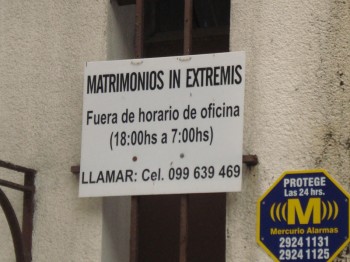 MATRIMONIOS IN EXTREMIS
Fuera de horario de oficina
(18:00hs a 7:00hs)
LLAMAR: Cel. 099 639 469
PROTEGE
Las 24 hrs.
M
Mercurio Alarmas
2924 1131
2924 1125